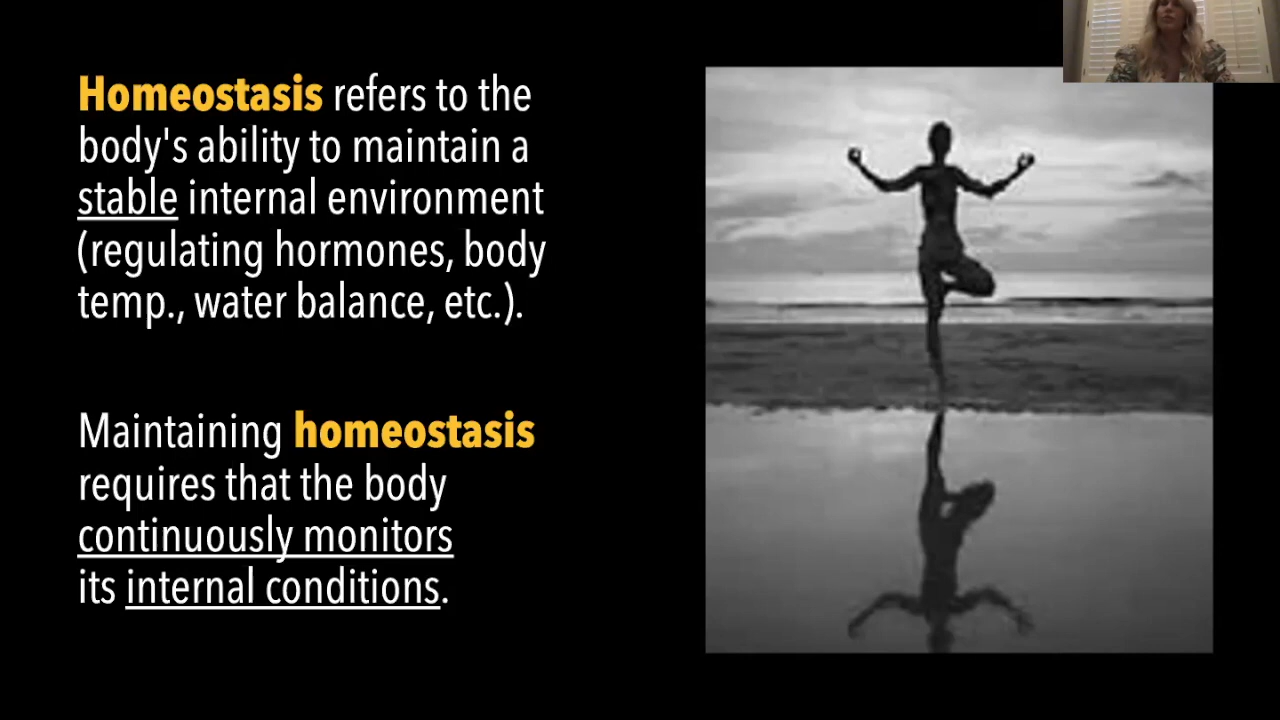 Homeostasis refers to the
body's ability to maintain a
stable internal environment
(regulating hormones, body
temp., water balance, etc.).
Maintaining homeostasis
requires that the body
continuously monitors
its internal conditions.